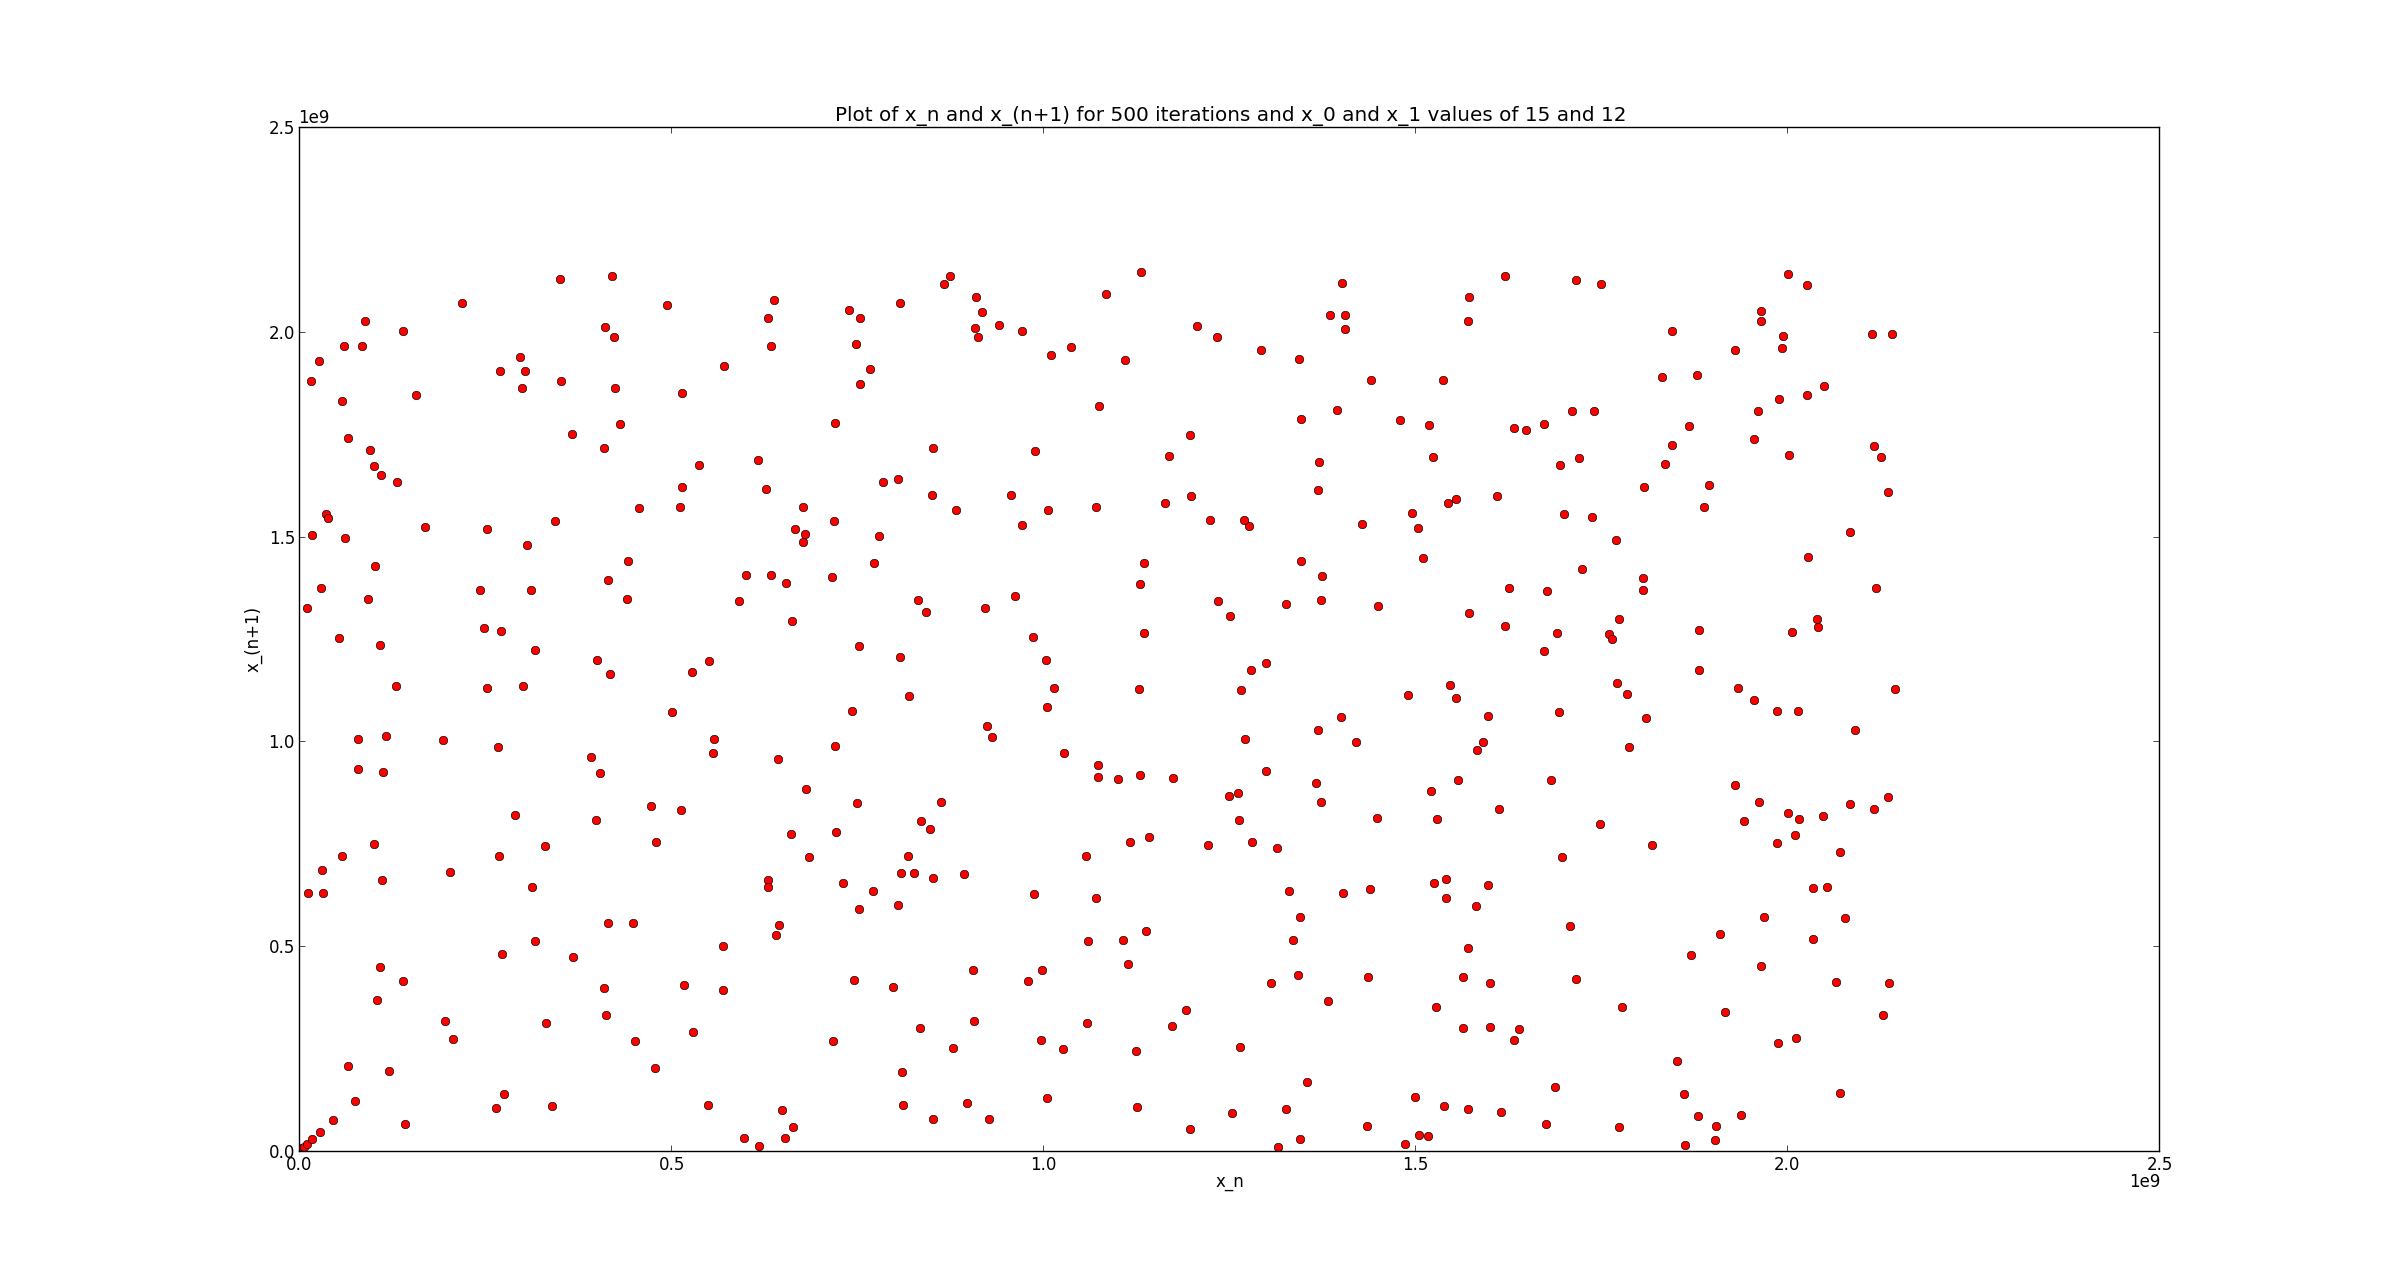 Plot of x_n and x_(n+1) for 500 iterations and x_0 and x_1 values of 15 and 12
1e9
2.5
2.0
1.5
1.0
0.5
0.0
x_(n+1)
0.0 0.5 1.0 1.5 2.0 2.5
x_n
1e9